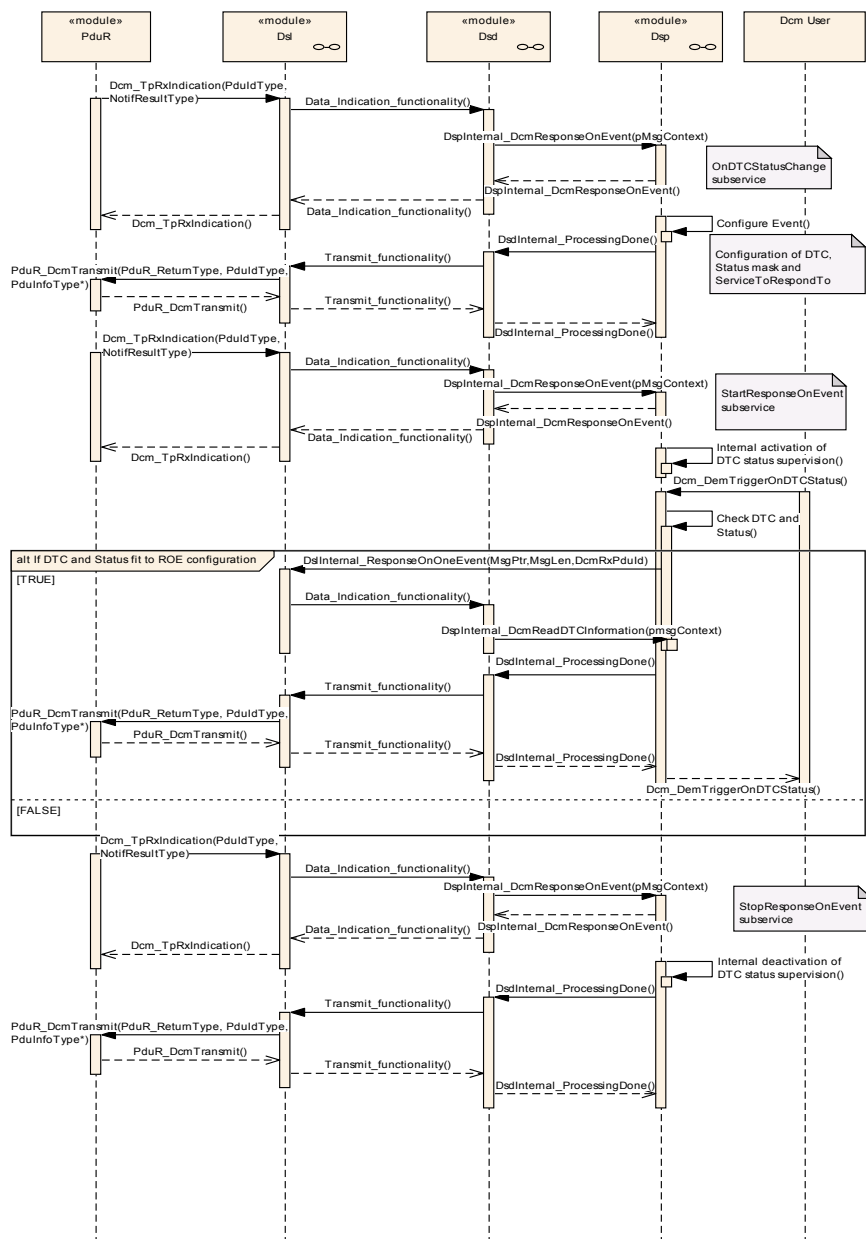 «module»
PduR
«module»
Dsl
«module»
Dsd
«module»
Dsp
Dcm User
Dcm_TpRxIndication(PduIdType,
NotifResultType)
Data_Indication_functionality()
DspInternal_DcmResponseOnEvent(pMsgContext)
OnDTCStatusChange
subservice
DspInternal_DcmResponseOnEvent()
Data_Indication_functionality()
Dcm_TpRxIndication()
Configure Event()
DsdInternal_ProcessingDone()
Configuration of DTC,
Status mask and
ServiceToRespondTo
Transmit_functionality()
PduR_DcmTransmit(PduR_ReturnType, PduIdType,
PduInfoType*)
PduR_DcmTransmit()
Transmit_functionality()
DsdInternal_ProcessingDone()
Dcm_TpRxIndication(PduIdType,
NotifResultType)
Data_Indication_functionality()
DspInternal_DcmResponseOnEvent(pMsgContext)
StartResponseOnEvent
subservice
DspInternal_DcmResponseOnEvent()
Data_Indication_functionality()
Dcm_TpRxIndication()
Internal activation of
DTC status supervision()
Dcm_DemTriggerOnDTCStatus()
Check DTC and
Status()
alt If DTC and Status fit to ROE configuration
DslInternal_ResponseOnOneEvent(MsgPtr,MsgLen,DcmRxPduId)
[TRUE]
Data_Indication_functionality()
DspInternal_DcmReadDTCInformation(pmsgContext)
DsdInternal_ProcessingDone()
Transmit_functionality()
PduR_DcmTransmit(PduR_ReturnType, PduIdType,
PduInfoType*)
PduR_DcmTransmit()
Transmit_functionality()
DsdInternal_ProcessingDone()
Dcm_DemTriggerOnDTCStatus()
[FALSE]
Dcm_TpRxIndication(PduIdType,
NotifResultType)
Data_Indication_functionality()
DspInternal_DcmResponseOnEvent(pMsgContext)
StopResponseOnEvent
subservice
DspInternal_DcmResponseOnEvent()
Data_Indication_functionality()
Dcm_TpRxIndication()
Internal deactivation of
DTC status supervision()
DsdInternal_ProcessingDone()
Transmit_functionality()
PduR_DcmTransmit(PduR_ReturnType, PduIdType,
PduInfoType*)
PduR_DcmTransmit()
Transmit_functionality()
DsdInternal_ProcessingDone()